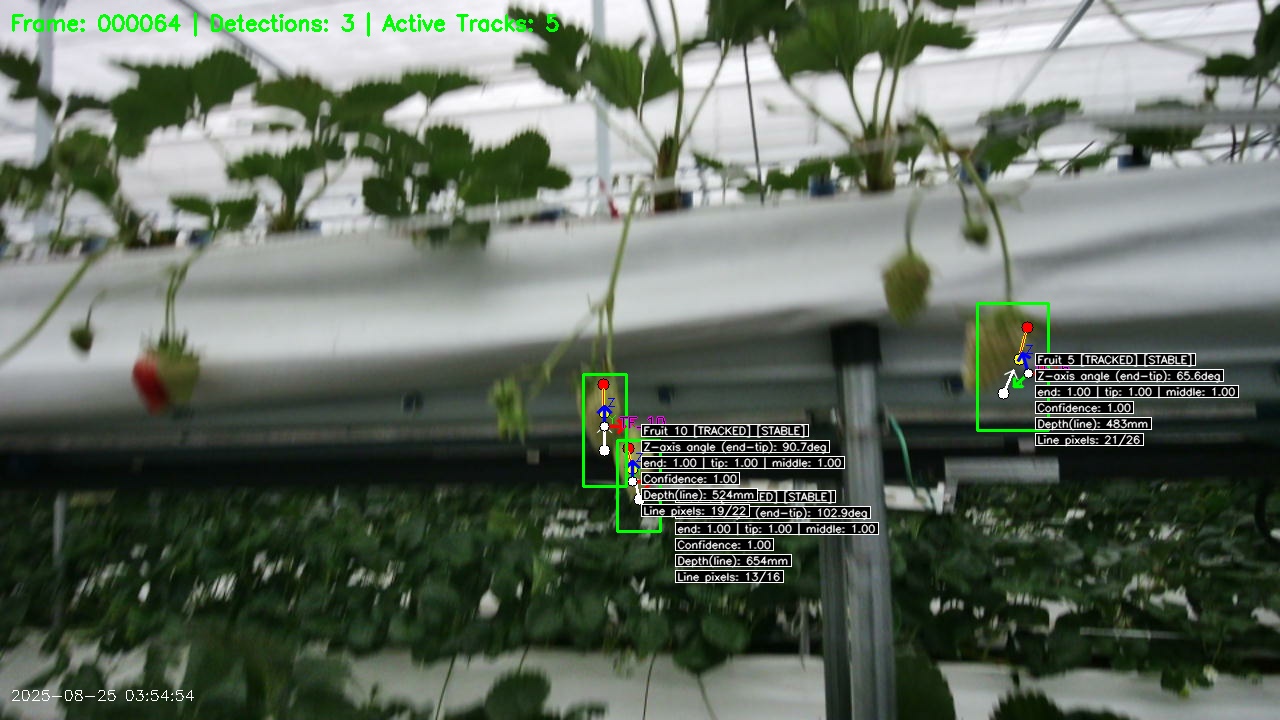 Frame: 000064 | Detections: 3 | Active Tracks: 5
Fruit 5 [TRACKED] [STABLE]
Z-axis angle (end-tip): 65.6deg
end: 1.00 | tip: 1.00 | middle: 1.00
Confidence: 1.00
Depth(line): 483mm
Line pixels: 21/26
Z
Fruit 10 [TRACKED] [STABLE]
Z-axis angle (end-tip): 90.7deg
end: 1.00 | tip: 1.00 | middle: 1.00
Confidence: 1.00
Depth(line): 524mm
Line pixels: 19/22
[STABLE]
(end-tip): 102.9deg
end: 1.00 | tip: 1.00 | middle: 1.00
Confidence: 1.00
Depth(line): 654mm
Line pixels: 13/16
2025-08-25 03:54:54